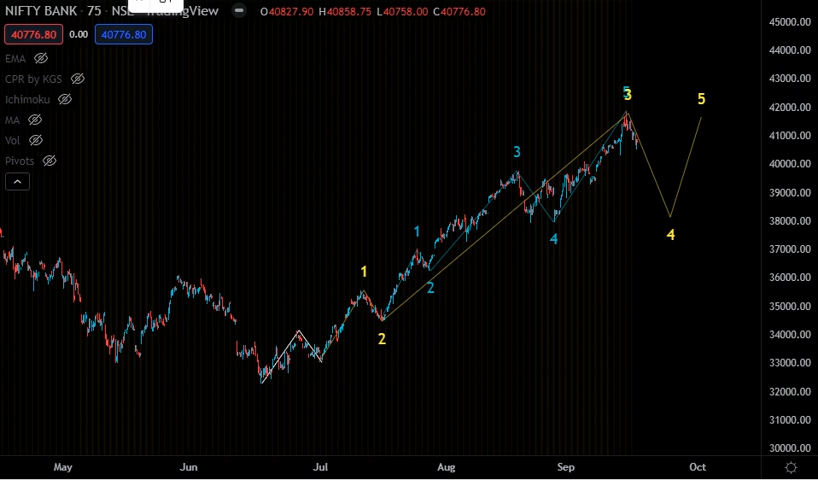 NIFTY BANK · 75 · NSE TradingView O40827.90 H40858.75 L40758.00 C40776.80
40776.80 0.00 40776.80
EMA
CPR by KGS
Ichimoku
MA
Vol
Pivots
45000.00
44000.00
43000.00
42000.00
41000.00
40000.00
39000.00
38000.00
37000.00
36000.00
35000.00
34000.00
33000.00
32000.00
31000.00
30000.00
5
3
5
3
1
4
4
1
2
2
May Jun Jul Aug Sep Oct